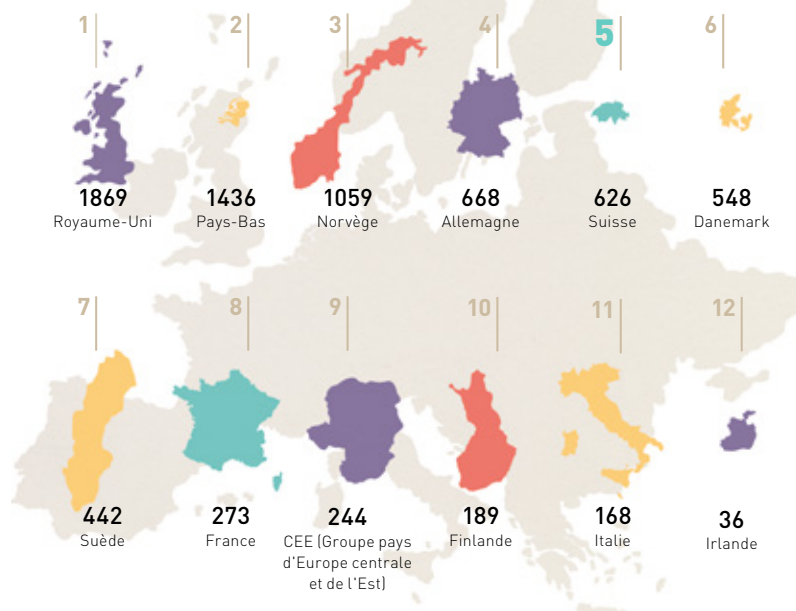 1 2 3 4 5 6
1869 1436 1059 668 626 548
Royaume-Uni Pays-Bas Norvège Allemagne Suisse Danemark
7 8 9 10 11 12
442 273 244 189 168 36
Suède France CEE (Groupe pays Finlande Italie Irlande
d'Europe centrale
et de l'Est)